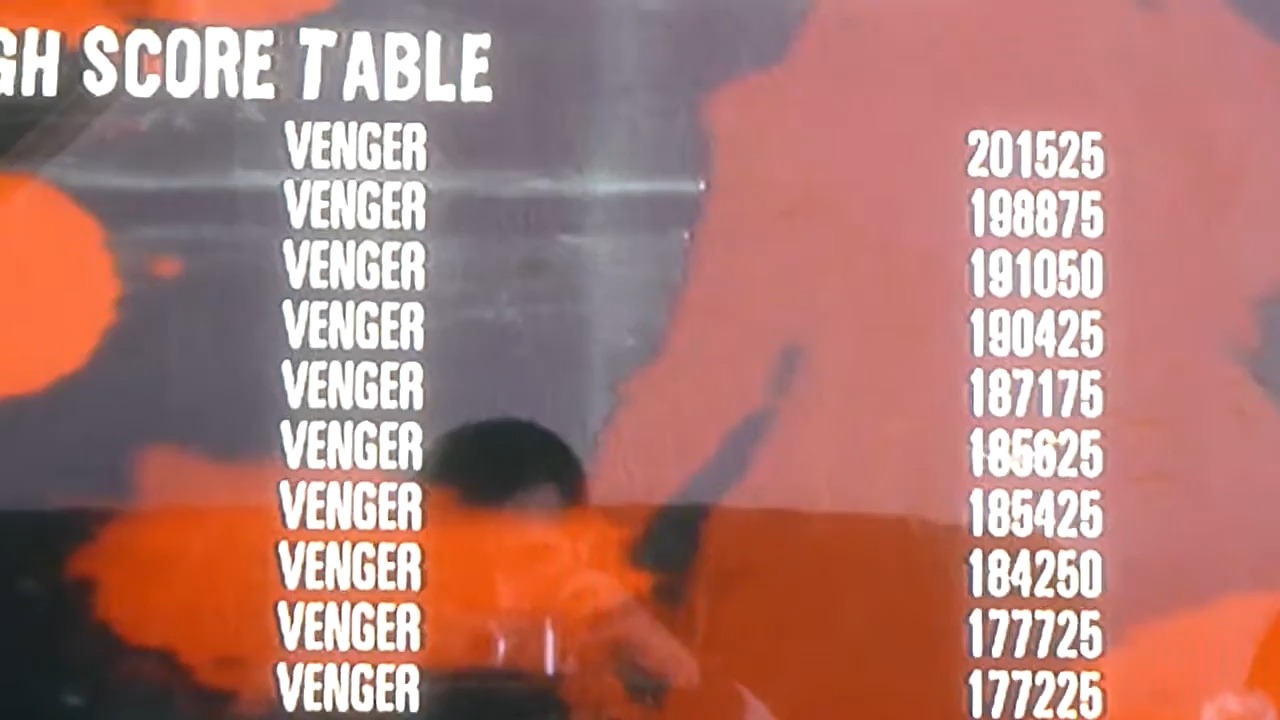 GH SCORE TABLE
VENGER 201525
VENGER 198875
VENGER 191050
VENGER 190425
VENGER 187175
VENGER 185625
VENGER 185425
VENGER 184250
VENGER 177725
VENGER 177225